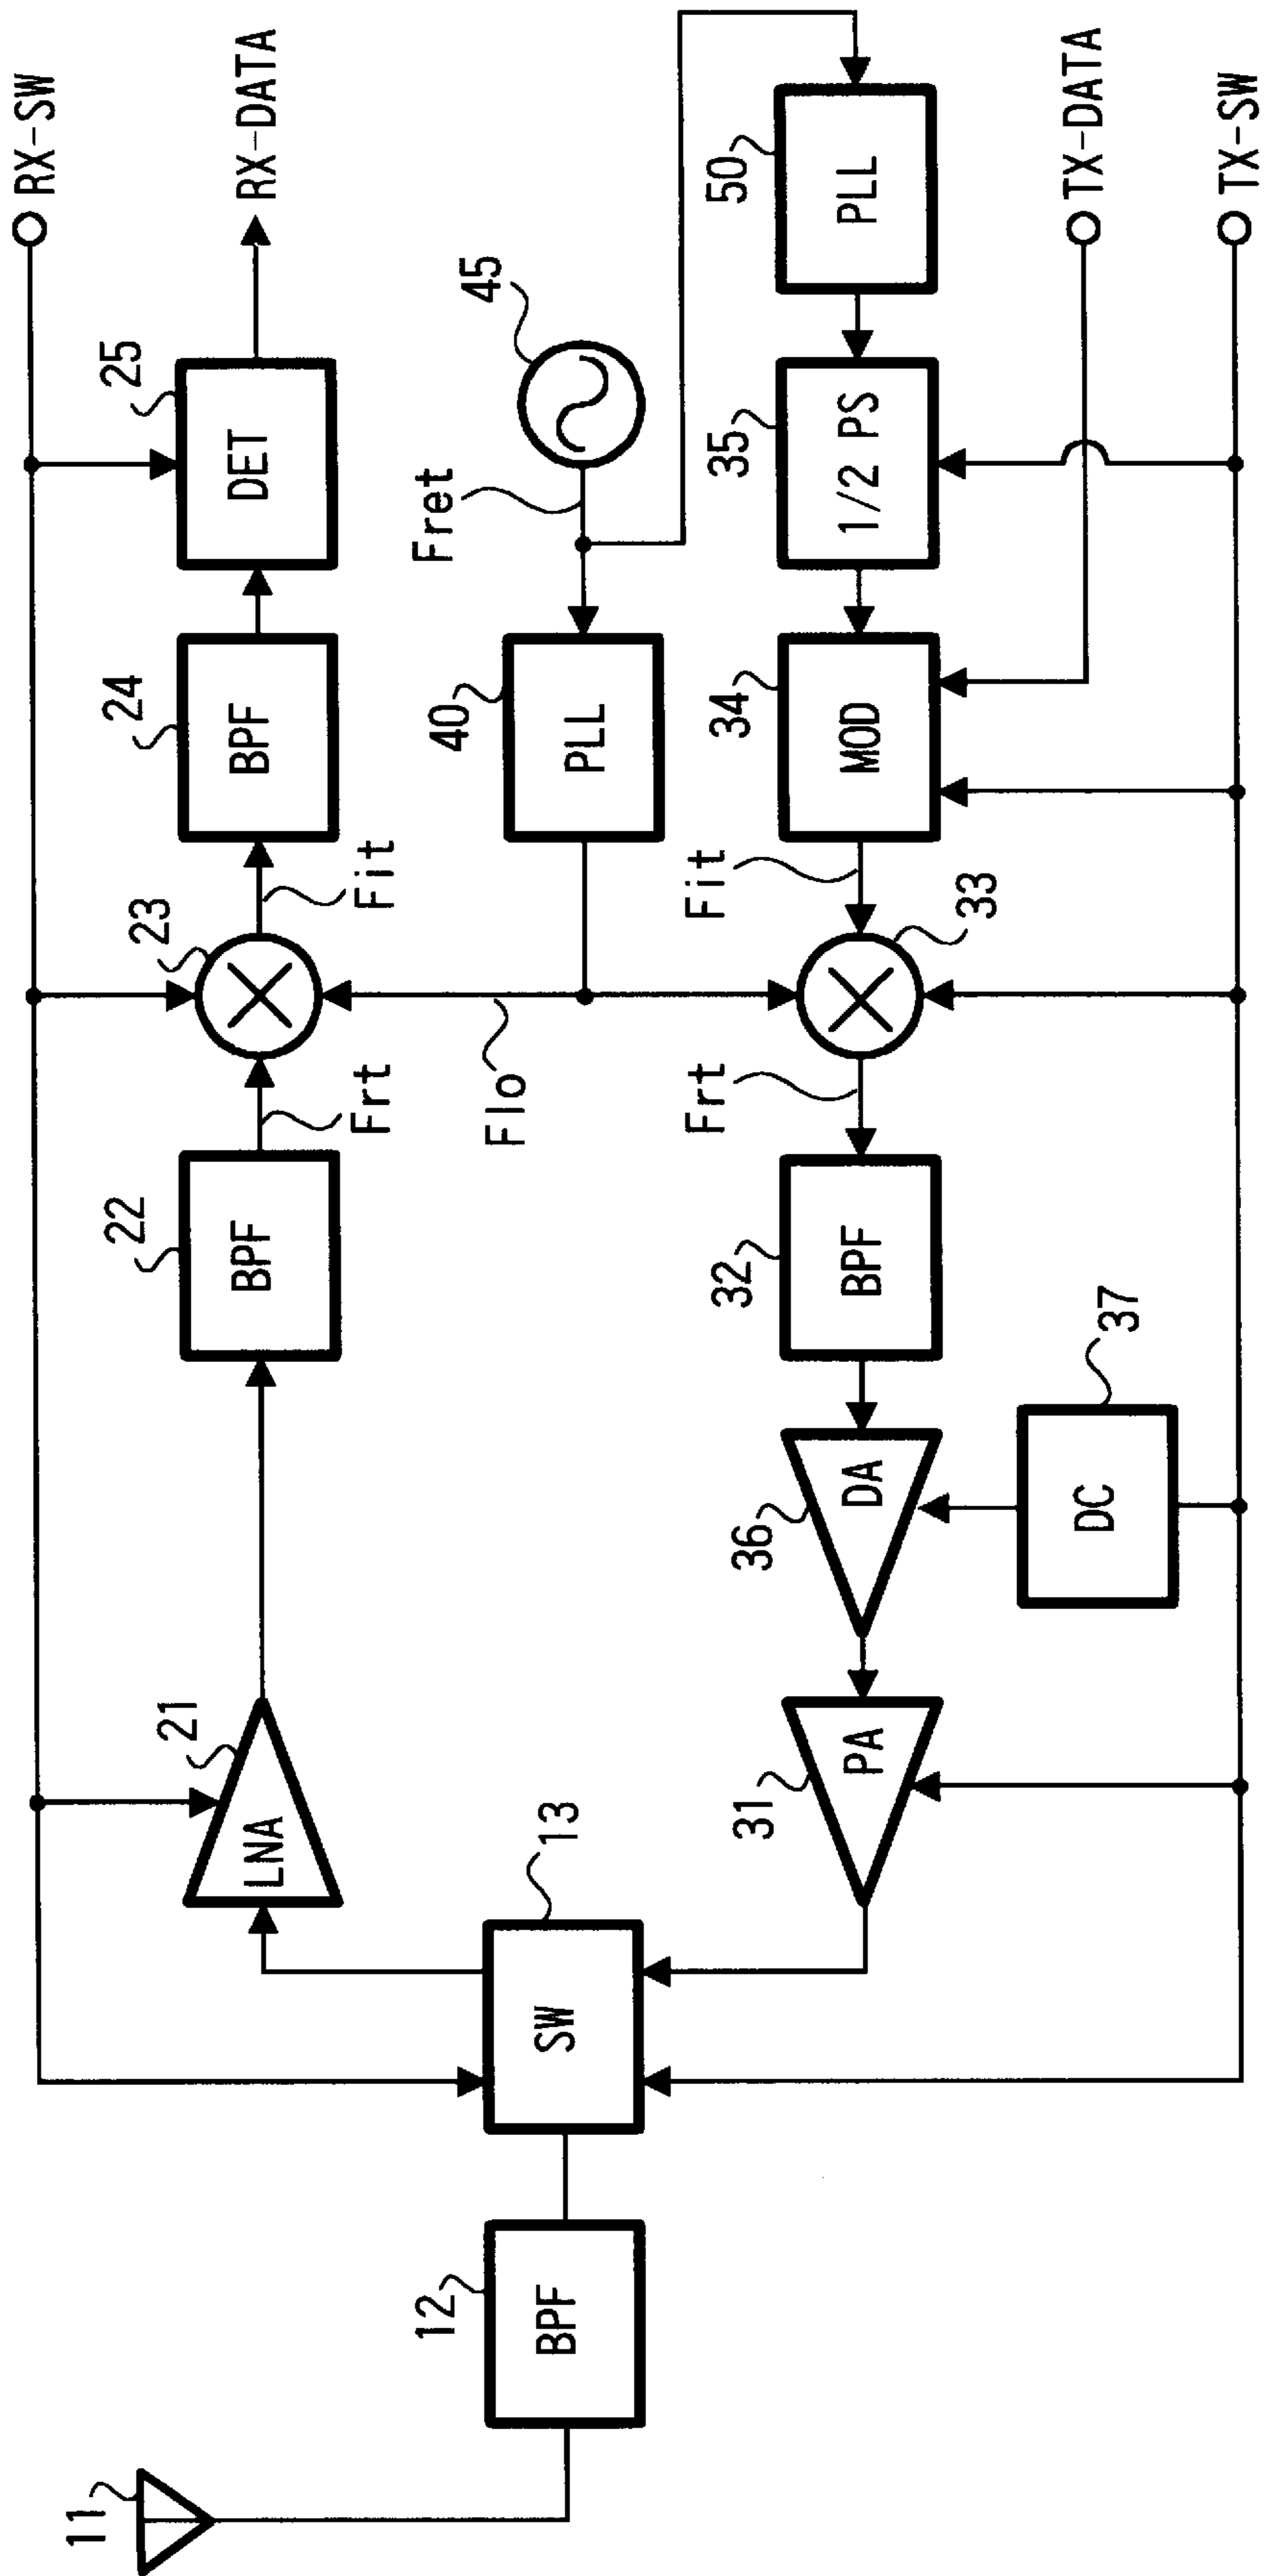 RX-SW
25
DET
RX-DATA
24
BPF
23
Fit
22
BPF
Frt
21
LNA
45
Fret
40
PLL
Flo
13
SW
12
BPF
11
50
PLL
35
1/2 PS
34
MOD
Fit
33
Frt
32
BPF
36
DA
31
PA
37
DC
TX-DATA
TX-SW